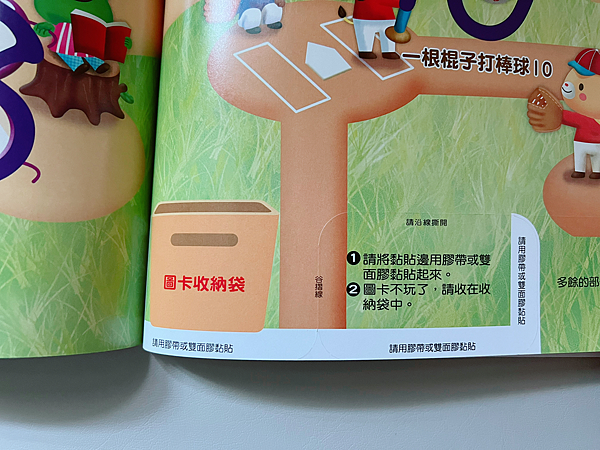 一根棍子打棒球10
請沿線撕開
❶請將黏貼邊用膠帶或雙
面膠黏貼起來。
❷圖卡不玩了，請收在收
納袋中。
圖卡收納袋
谷摺線
請用膠帶或雙面膠黏貼
多餘的部
請用膠帶或雙面膠黏貼
請用膠帶或雙面膠黏貼